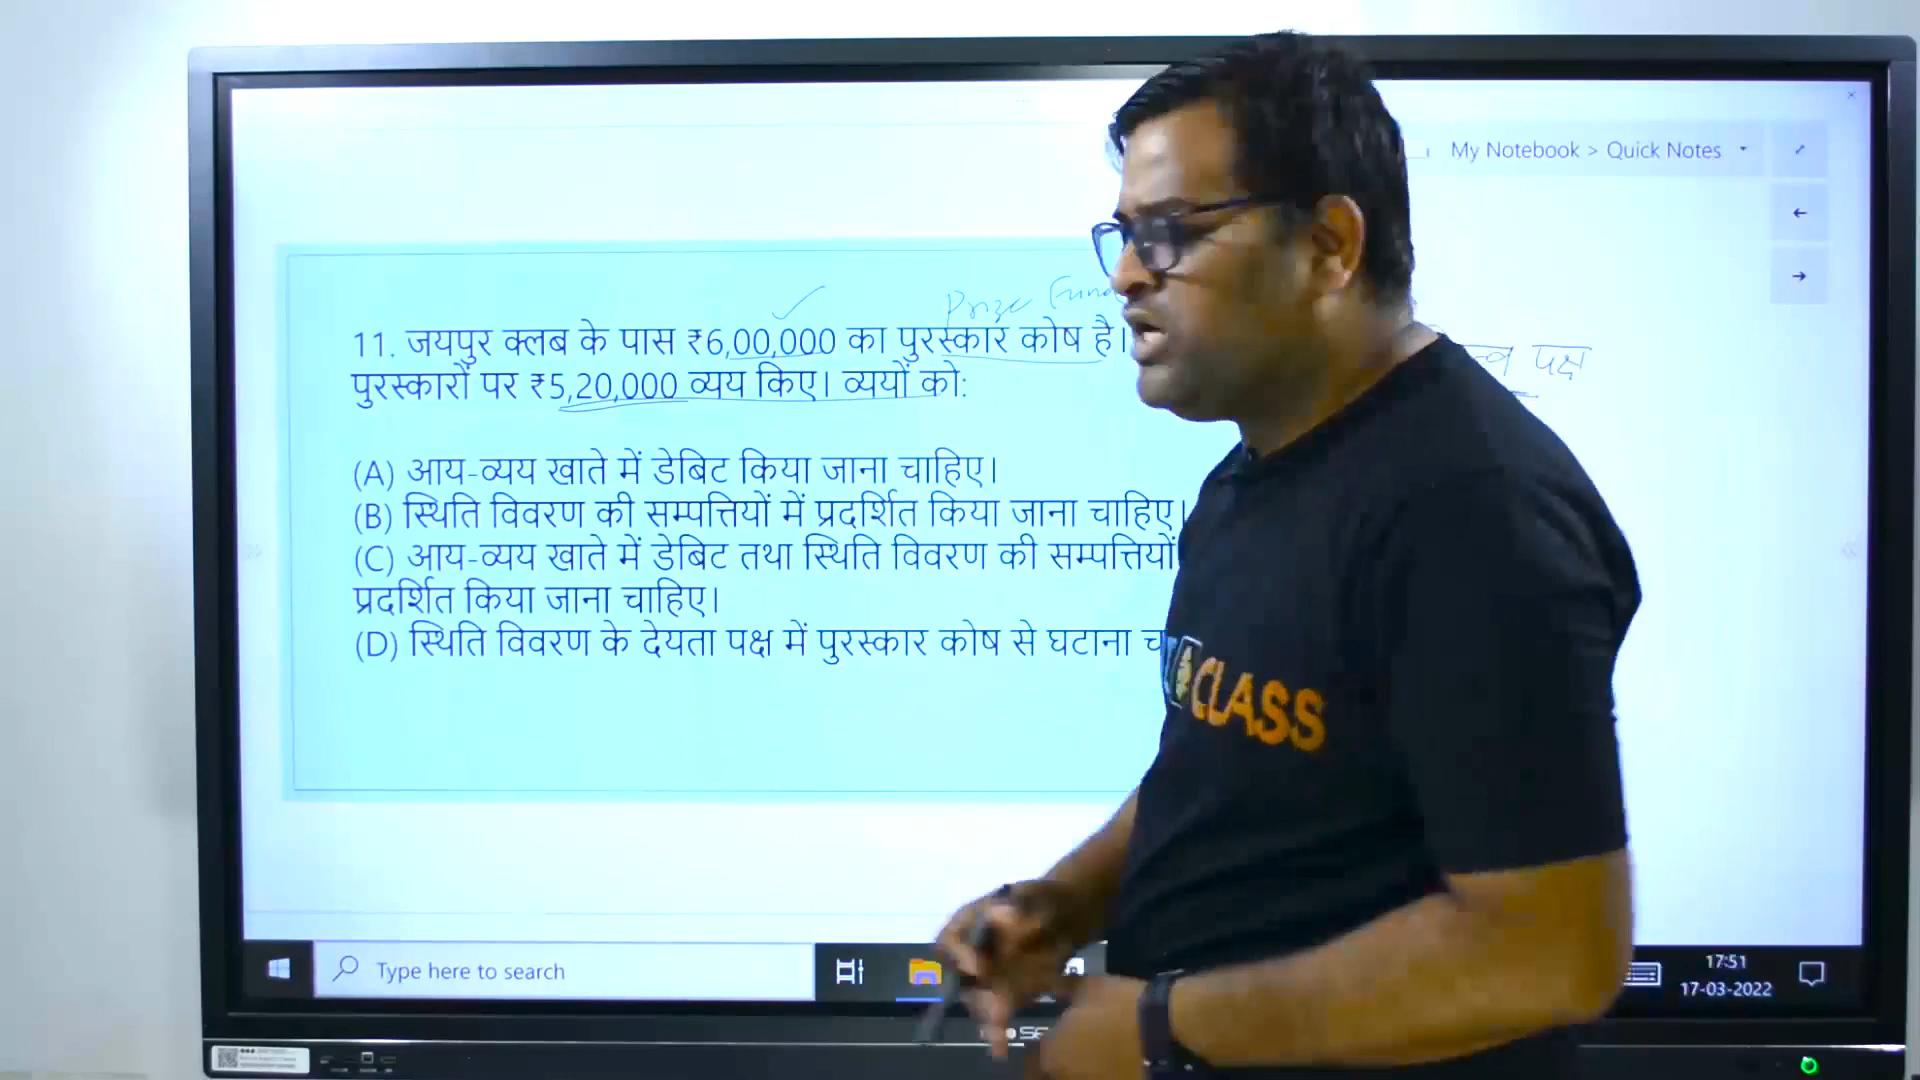 My Notebook > Quick Notes
Prize Fund
11. जयपुर क्लब के पास ₹6,00,000 का पुरस्कार कोष है।
पक्ष
पुरस्कारों पर ₹5,20,000 व्यय किए। व्ययों को:
(A) आय-व्यय खाते में डेबिट किया जाना चाहिए।
(B) स्थिति विवरण की सम्पत्तियों में प्रदर्शित किया जाना चाहिए।
(C) आय-व्यय खाते में डेबिट तथा स्थिति विवरण की सम्पत्तियों
प्रदर्शित किया जाना चाहिए।
(D) स्थिति विवरण के देयता पक्ष में पुरस्कार कोष से घटाना
CLASS
Type here to search
17:51
17-03-2022